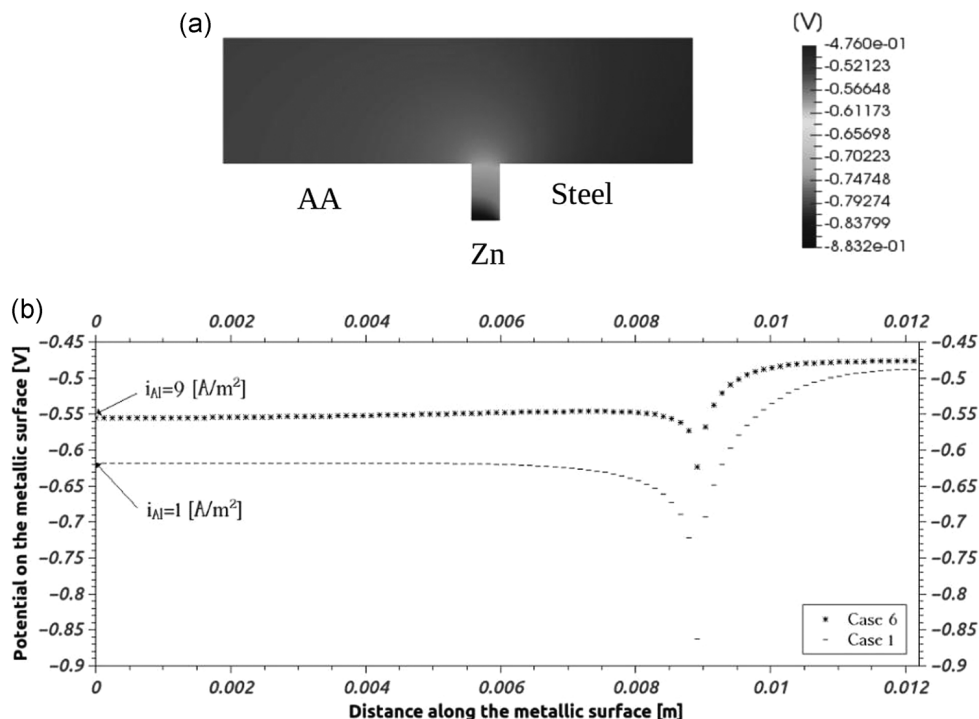 (a)
(V)
-4.760e-01
-0.52123
-0.56648
-0.61173
-0.65698
-0.70223
-0.74748
-0.79274
-0.83799
-8.832e-01
AA
Steel
Zn
(b)
0 0.002 0.004 0.006 0.008 0.01 0.012
−0.45 −0.45
−0.5 −0.5
−0.55 −0.55
−0.6 −0.6
−0.65 −0.65
−0.7 −0.7
−0.75 −0.75
−0.8 −0.8
−0.85 −0.85
−0.9 −0.9
Potential on the metallic surface [V]
iAl=9 [A/m²]
iAl=1 [A/m²]
Case 6
Case 1
0 0.002 0.004 0.006 0.008 0.01 0.012
Distance along the metallic surface [m]